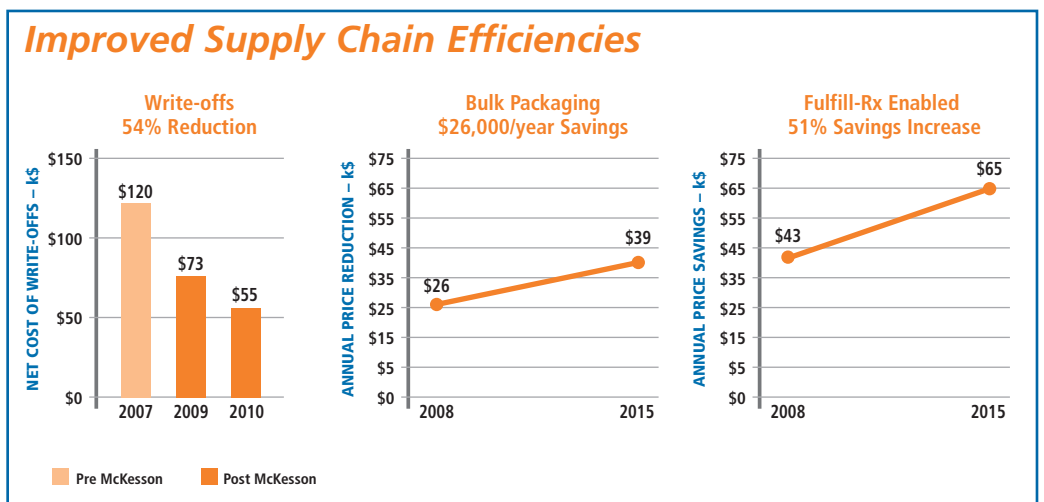 Improved Supply Chain Efficiencies
Write-offs
54% Reduction
NET COST OF WRITE-OFFS – k$
$150
$100
$50
$0
$120
$73
$55
2007 2009 2010
Bulk Packaging
$26,000/year Savings
ANNUAL PRICE REDUCTION – k$
$75
$65
$55
$45
$35
$25
$15
$5
$0
$26
$39
2008 2015
Fulfill-Rx Enabled
51% Savings Increase
ANNUAL PRICE SAVINGS – k$
$75
$65
$55
$45
$35
$25
$15
$5
$0
$43
$65
2008 2015
Pre McKesson Post McKesson